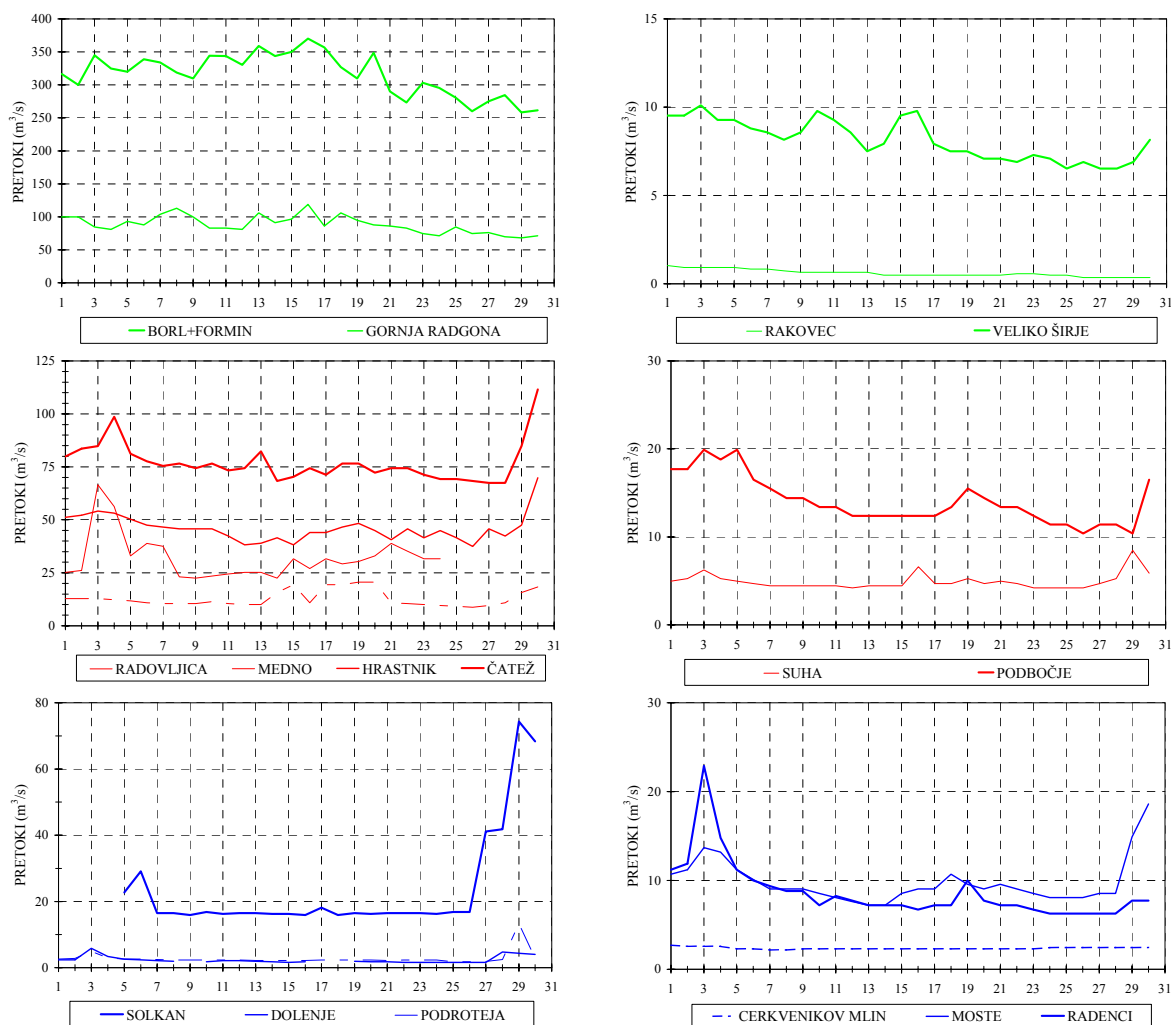 PRETOKI (m³/s)
400
350
300
250
200
150
100
50
0
1 3 5 7 9 11 13 15 17 19 21 23 25 27 29 31
BORL+FORMIN GORNJA RADGONA
PRETOKI (m³/s)
15
10
5
0
1 3 5 7 9 11 13 15 17 19 21 23 25 27 29 31
RAKOVEC VELIKO ŠIRJE
PRETOKI (m³/s)
125
100
75
50
25
0
1 3 5 7 9 11 13 15 17 19 21 23 25 27 29 31
RADOVLJICA MEDNO HRASTNIK ČATEŽ
PRETOKI (m³/s)
30
20
10
0
1 3 5 7 9 11 13 15 17 19 21 23 25 27 29 31
SUHA PODBOČJE
PRETOKI (m³/s)
80
60
40
20
0
1 3 5 7 9 11 13 15 17 19 21 23 25 27 29 31
SOLKAN DOLENJE PODROTEJA
PRETOKI (m³/s)
30
20
10
0
1 3 5 7 9 11 13 15 17 19 21 23 25 27 29 31
CERKVENIKOV MLIN MOSTE RADENCI